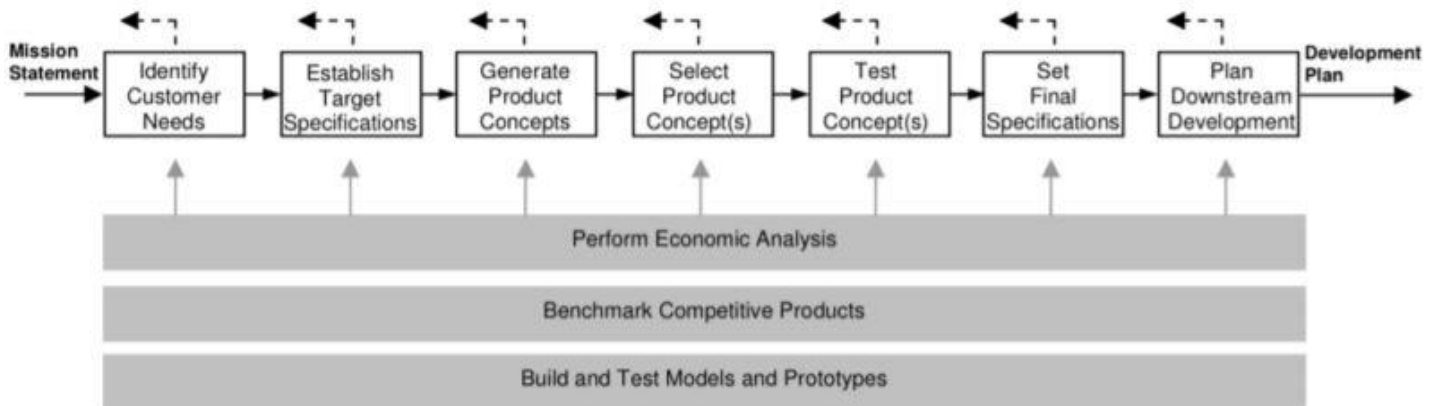 Mission
Statement
Identify
Customer
Needs
Establish
Target
Specifications
Generate
Product
Concepts
Select
Product
Concept(s)
Test
Product
Concept(s)
Set
Final
Specifications
Plan
Downstream
Development
Development
Plan
Perform Economic Analysis
Benchmark Competitive Products
Build and Test Models and Prototypes